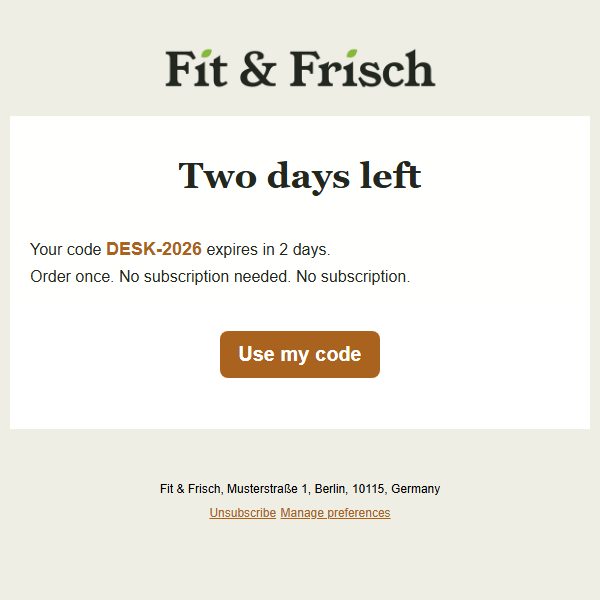 Fit & Frisch
Two days left
Your code DESK-2026 expires in 2 days.
Order once. No subscription needed. No subscription.
Use my code
Fit & Frisch, Musterstraße 1, Berlin, 10115, Germany
Unsubscribe Manage preferences